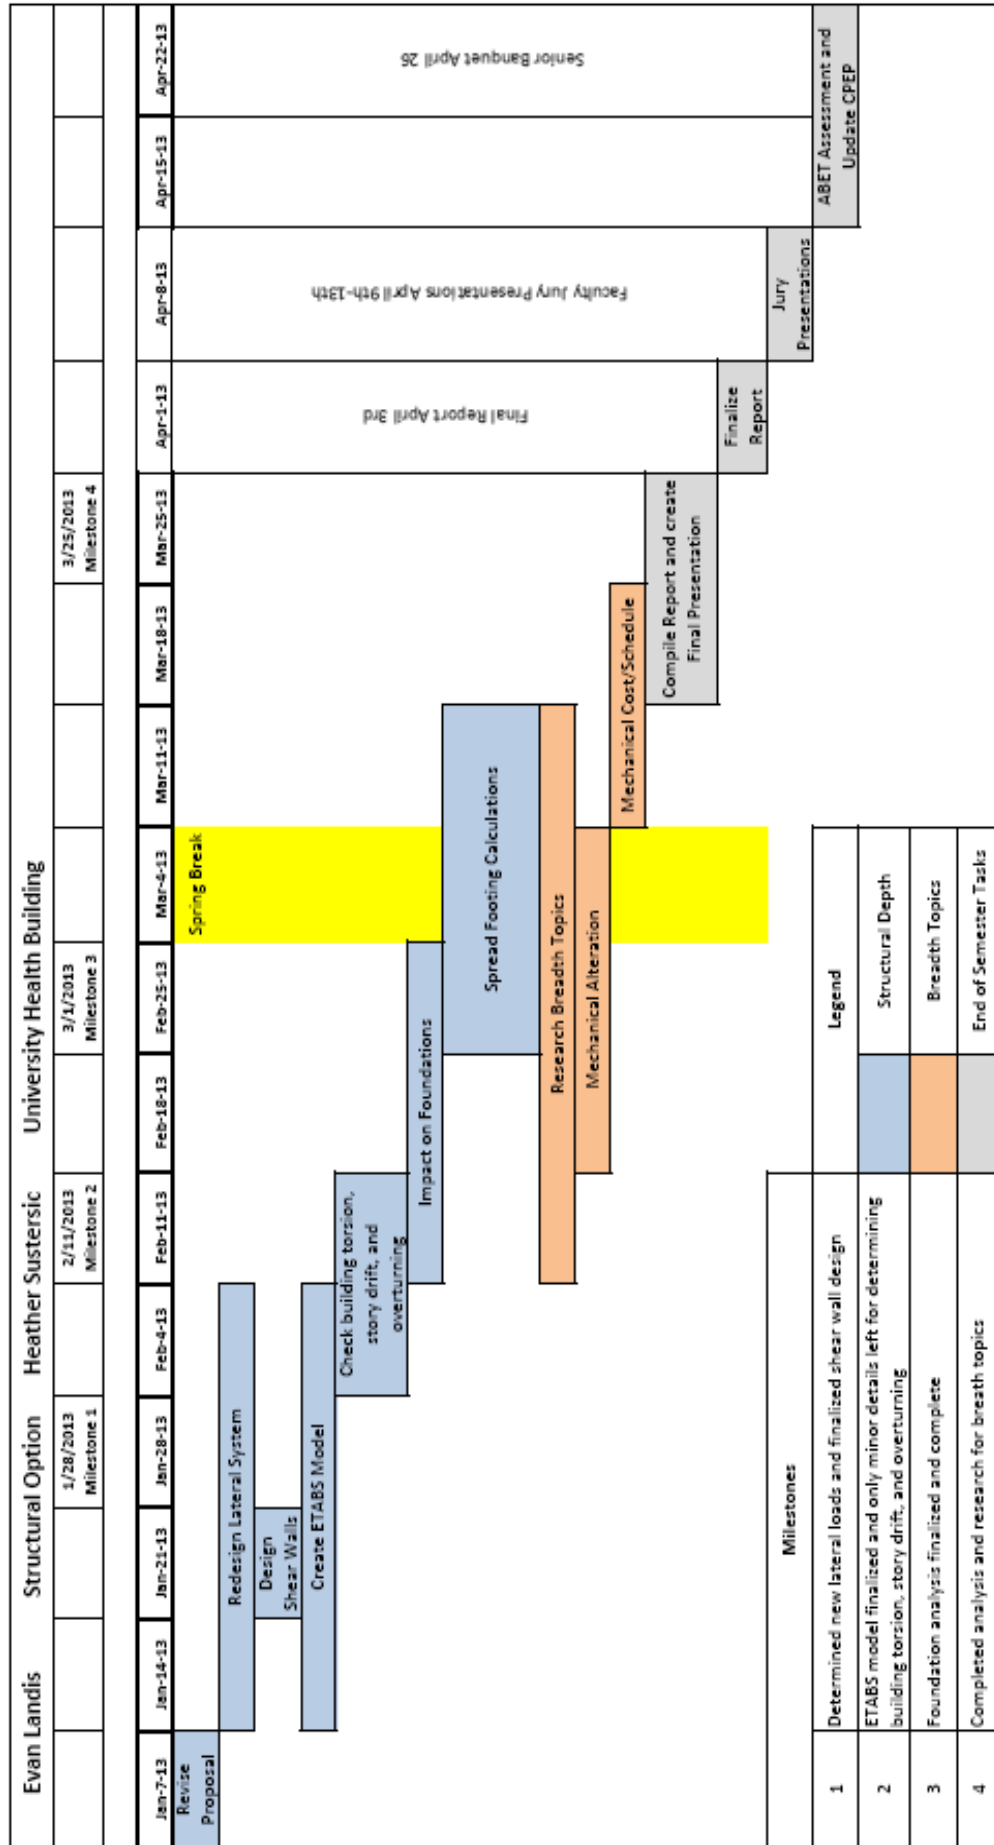 Evan Landis Structural Option Heather Sustersic University Health Building
1/28/2013
Milestone 1
2/11/2013
Milestone 2
3/1/2013
Milestone 3
3/25/2013
Milestone 4
Jan-7-13 Jan-14-13 Jan-21-13 Jan-28-13 Feb-4-13 Feb-11-13 Feb-18-13 Feb-25-13 Mar-4-13 Mar-11-13 Mar-18-13 Mar-25-13 Apr-1-13 Apr-8-13 Apr-15-13 Apr-22-13
Revise
Proposal
Spring Break
Redesign Lateral System
Design
Shear Walls
Create ETABS Model
Check building torsion,
story drift, and
overturning
Impact on Foundations
Spread Footing Calculations
Research Breadth Topics
Mechanical Alteration
Mechanical Cost/Schedule
Compile Report and create
Final Presentation
Final Report April 3rd
Faculty Jury Presentations April 9th-13th
Senior Banquet April 26
Finalize
Report
Jury
Presentations
ABET Assessment and
Update CPEP
Milestones
1 Determined new lateral loads and finalized shear wall design
2 ETABS model finalized and only minor details left for determining
building torsion, story drift, and overturning
3 Foundation analysis finalized and complete
4 Completed analysis and research for breath topics
Legend
Structural Depth
Breadth Topics
End of Semester Tasks